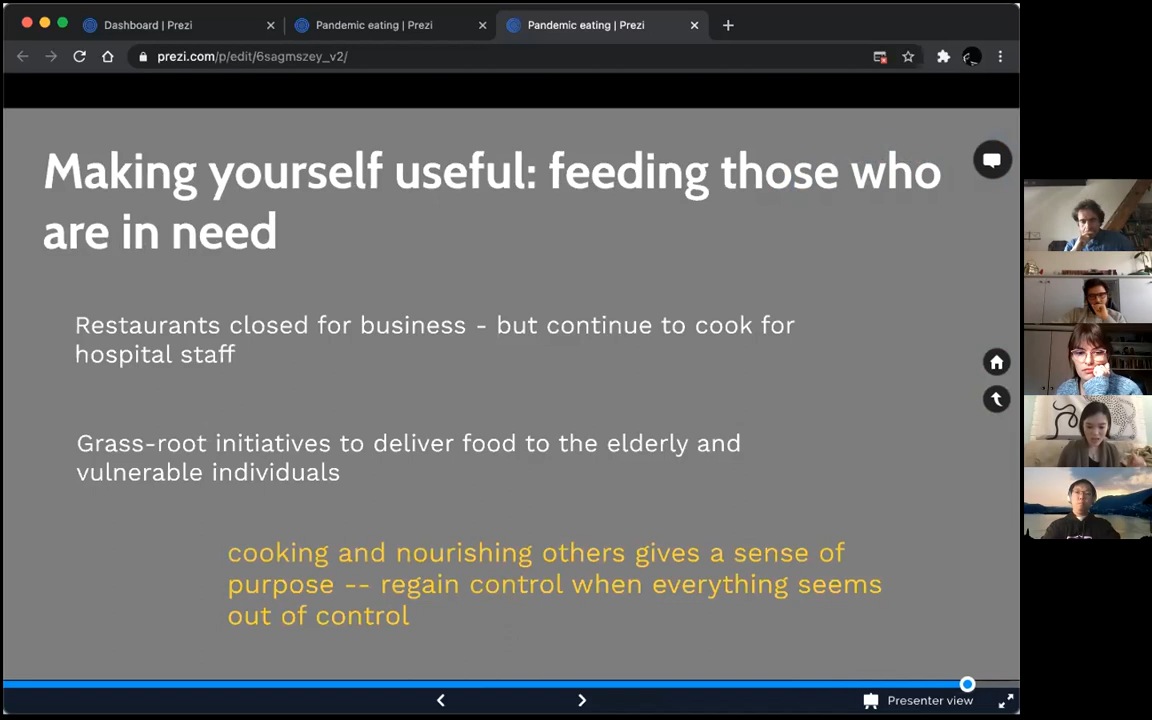 Dashboard | Prezi
Pandemic eating | Prezi
Pandemic eating | Prezi
prezi.com/p/edit/6sagmszey_v2/
Making yourself useful: feeding those who
are in need
Restaurants closed for business - but continue to cook for
hospital staff
Grass-root initiatives to deliver food to the elderly and
vulnerable individuals
cooking and nourishing others gives a sense of
purpose -- regain control when everything seems
out of control
Presenter view